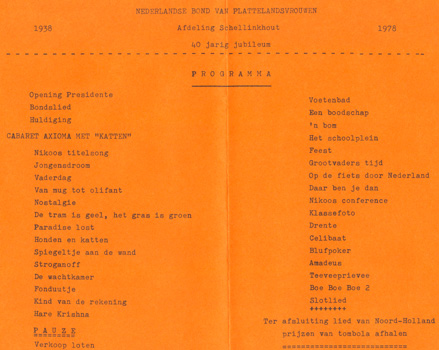 NEDERLANDSE BOND VAN PLATTELANDSVROUWEN
1938 Afdeling Schellinkhout 1978
40 jarig jubileum
PROGRAMMA
Opening Presidente
Bondslied
Huldiging
CABARET AXIOMA MET "KATTEN"
Nikoos titelsong
Jongensdroom
Vaderdag
Van mug tot olifant
Nostalgie
De tram is geel, het gras is groen
Paradise lost
Honden en katten
Spiegeltje aan de wand
Stroganoff
De wachtkamer
Fonduutje
Kind van de rekening
Hare Krishna
PAUZE
Verkoop loten
Voetenbad
Een boodschap
'n bom
Het schoolplein
Feest
Grootvaders tijd
Op de fiets door Nederland
Daar ben je dan
Nikoos conference
Klassefoto
Drente
Celibaat
Blufpoker
Amadeus
Teeveeprievee
Boe Boe Boe 2
Slotlied
+++++++
Ter afsluiting lied van Noord-Holland
prijzen van tombola afhalen